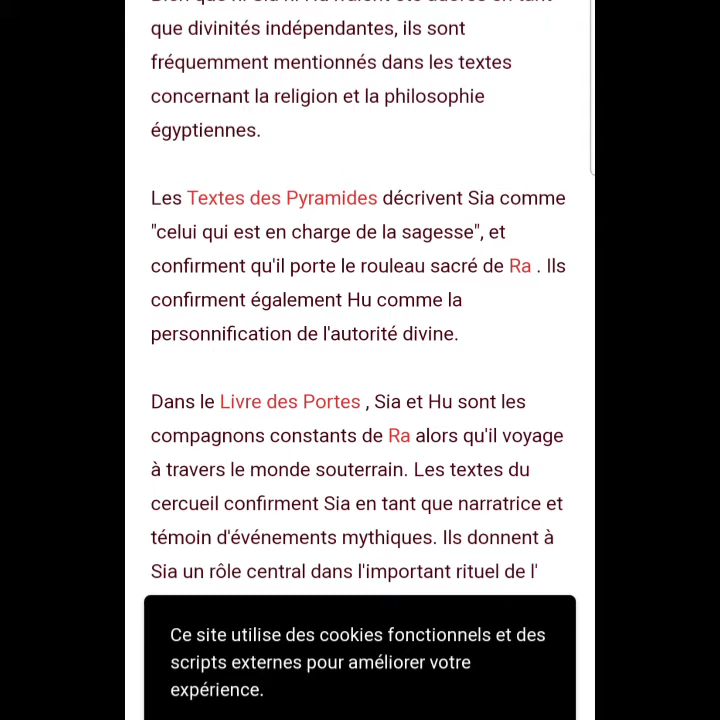 que divinités indépendantes, ils sont
fréquemment mentionnés dans les textes
concernant la religion et la philosophie
égyptiennes.
Les Textes des Pyramides décrivent Sia comme
"celui qui est en charge de la sagesse", et
confirment qu'il porte le rouleau sacré de Ra . Ils
confirment également Hu comme la
personnification de l'autorité divine.
Dans le Livre des Portes , Sia et Hu sont les
compagnons constants de Ra alors qu'il voyage
à travers le monde souterrain. Les textes du
cercueil confirment Sia en tant que narratrice et
témoin d'événements mythiques. Ils donnent à
Sia un rôle central dans l'important rituel de l'
Ce site utilise des cookies fonctionnels et des
scripts externes pour améliorer votre
expérience.